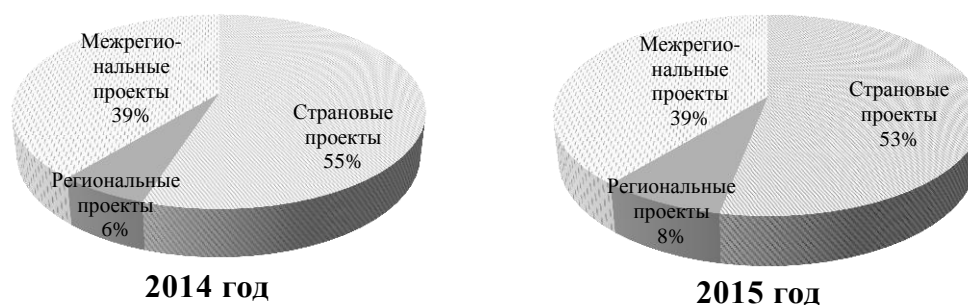 Межрегио-
нальные
проекты
39%
Страновые
проекты
55%
Региональные
проекты
6%
2014 год
Межрегио-
нальные
проекты
39%
Страновые
проекты
53%
Региональные
проекты
8%
2015 год